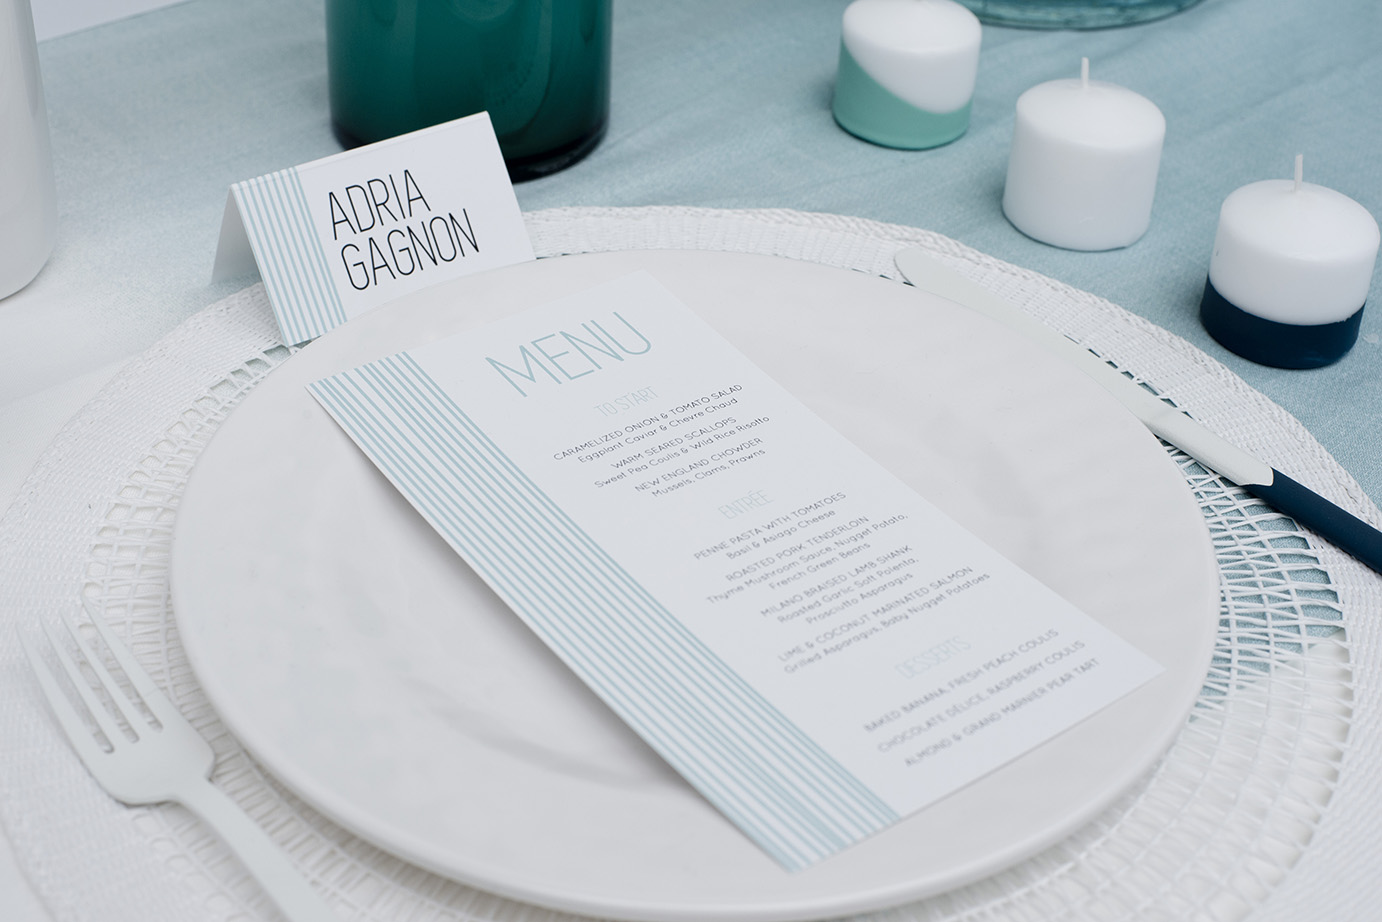 ADRIA
GAGNON
MENU
TO START
CARAMELIZED ONION & TOMATO SALAD
Eggplant Caviar & Chevre Chaud
WARM SEARED SCALLOPS
Sweet Pea Coulis & Wild Rice Risotto
NEW ENGLAND CHOWDER
Mussels, Clams, Prawns
ENTRÉE
PENNE PASTA WITH TOMATOES
Basil & Asiago Cheese
ROASTED PORK TENDERLOIN
Thyme Mushroom Sauce, Nugget Potato,
French Green Beans
MILANO BRAISED LAMB SHANK
Roasted Garlic Soft Polenta,
Prosciutto Asparagus
LIME & COCONUT MARINATED SALMON
Grilled Asparagus, Baby Nugget Potatoes
DESSERTS
BAKED BANANA, FRESH PEACH COULIS
CHOCOLATE DÉLICE, RASPBERRY COULIS
ALMOND & GRAND MARNIER PEAR TART